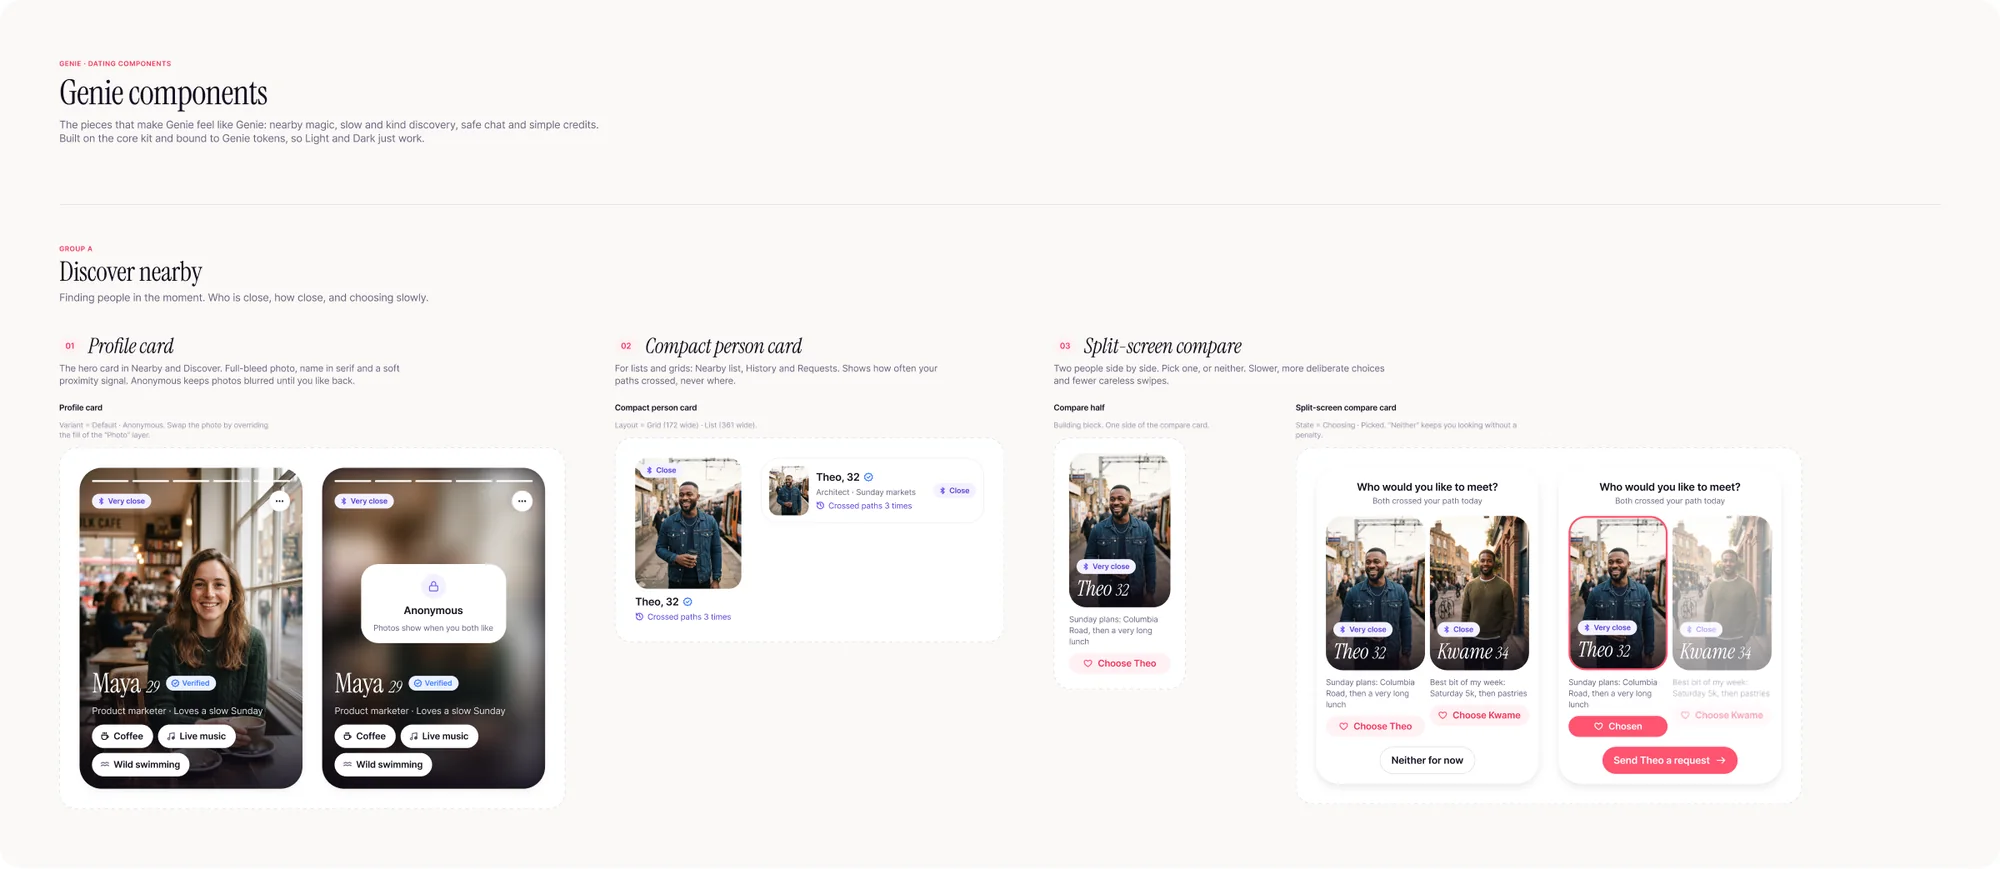 GENIE · DATING COMPONENTS
Genie components
The pieces that make Genie feel like Genie: nearby magic, slow and kind discovery, safe chat and simple credits.
Built on the core kit and bound to Genie tokens, so Light and Dark just work.
GROUP A
Discover nearby
Finding people in the moment. Who is close, how close, and choosing slowly.
01 Profile card
The hero card in Nearby and Discover. Full-bleed photo, name in serif and a soft
proximity signal. Anonymous keeps photos blurred until you like back.
Profile card
Variant = Default · Anonymous. Swap the photo by overriding
the fill of the "Photo" layer.
Very close
CAFE
Maya 29 Verified
Product marketer · Loves a slow Sunday
Coffee
Live music
Wild swimming
Very close
Anonymous
Photos show when you both like
Maya 29 Verified
Product marketer · Loves a slow Sunday
Coffee
Live music
Wild swimming
02 Compact person card
For lists and grids: Nearby list, History and Requests. Shows how often your
paths crossed, never where.
Compact person card
Layout = Grid (172 wide) · List (361 wide).
Close
Theo, 32
Crossed paths 3 times
Theo, 32
Architect · Sunday markets
Crossed paths 3 times
Close
03 Split-screen compare
Two people side by side. Pick one, or neither. Slower, more deliberate choices
and fewer careless swipes.
Compare half
Building block. One side of the compare card.
Very close
Theo 32
Sunday plans: Columbia
Road, then a very long
lunch
Choose Theo
Split-screen compare card
State = Choosing · Picked. "Neither" keeps you looking without a
penalty.
Who would you like to meet?
Both crossed your path today
Very close
Theo 32
Sunday plans: Columbia
Road, then a very long
lunch
Choose Theo
Close
Kwame 34
Best bit of my week:
Saturday 5k, then pastries
Choose Kwame
Neither for now
Who would you like to meet?
Both crossed your path today
Very close
Theo 32
Sunday plans: Columbia
Road, then a very long
lunch
Chosen
Close
Kwame 34
Best bit of my week:
Saturday 5k, then pastries
Choose Kwame
Send Theo a request →